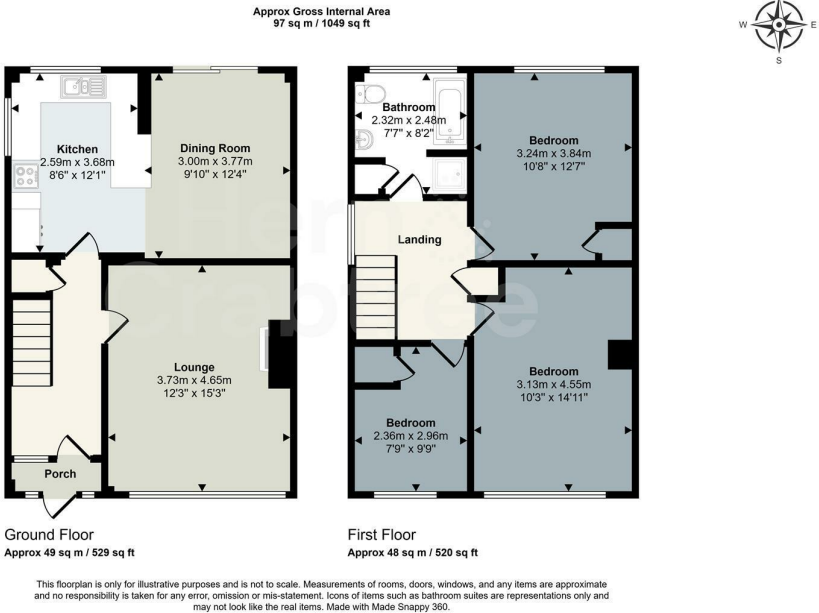 Approx Gross Internal Area
97 sq m / 1049 sq ft
W
E
S
Kitchen
2.59m x 3.68m
8'6" x 12'1"
Dining Room
3.00m x 3.77m
9'10" x 12'4"
Lounge
3.73m x 4.65m
12'3" x 15'3"
Porch
Bathroom
2.32m x 2.48m
7'7" x 8'2"
Bedroom
3.24m x 3.84m
10'8" x 12'7"
Landing
Bedroom
3.13m x 4.55m
10'3" x 14'11"
Bedroom
2.36m x 2.96m
7'9" x 9'9"
Hern
Crabtree
Ground Floor
Approx 49 sq m / 529 sq ft
First Floor
Approx 48 sq m / 520 sq ft
This floorplan is only for illustrative purposes and is not to scale. Measurements of rooms, doors, windows, and any items are approximate
and no responsibility is taken for any error, omission or mis-statement. Icons of items such as bathroom suites are representations only and
may not look like the real items. Made with Made Snappy 360.